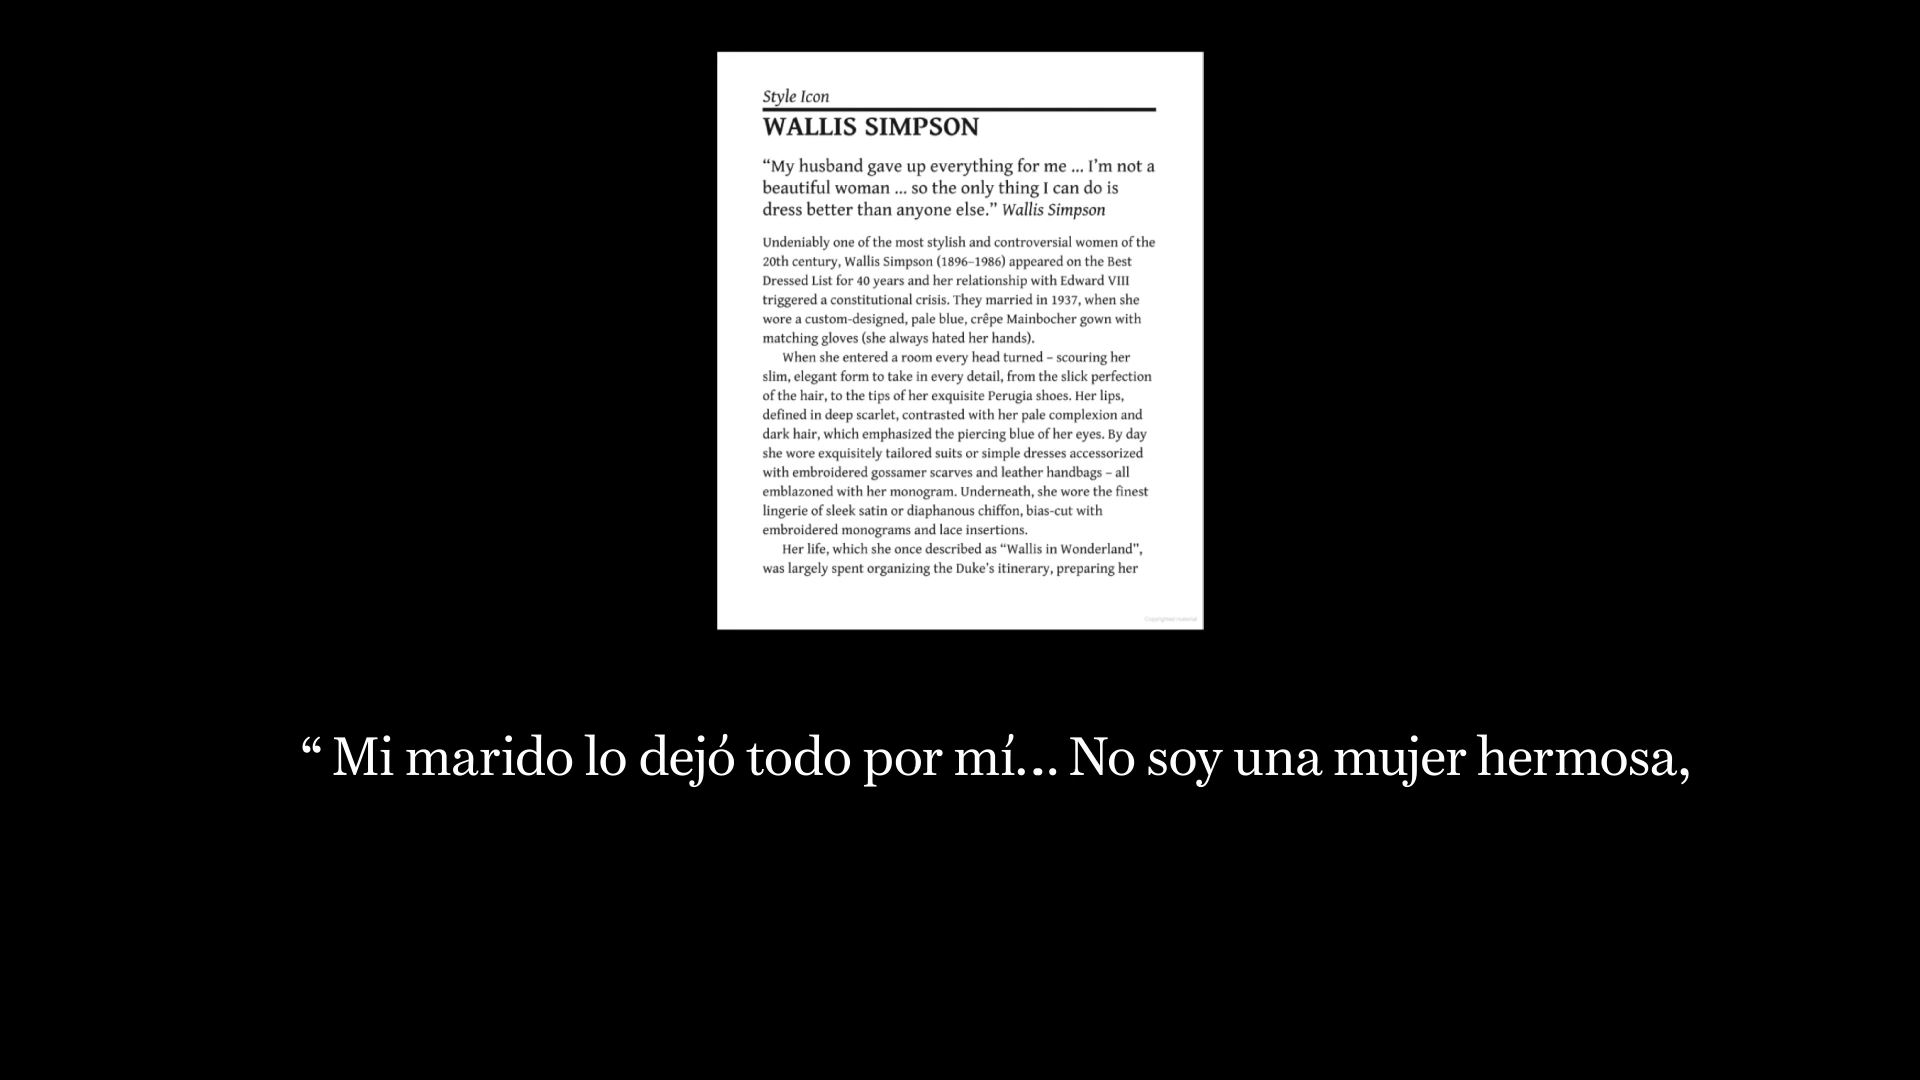 Style Icon
WALLIS SIMPSON
“My husband gave up everything for me ... I’m not a
beautiful woman ... so the only thing I can do is
dress better than anyone else.” Wallis Simpson
Undeniably one of the most stylish and controversial women of the
20th century, Wallis Simpson (1896–1986) appeared on the Best
Dressed List for 40 years and her relationship with Edward VIII
triggered a constitutional crisis. They married in 1937, when she
wore a custom-designed, pale blue, crêpe Mainbocher gown with
matching gloves (she always hated her hands).
When she entered a room every head turned – scouring her
slim, elegant form to take in every detail, from the slick perfection
of the hair, to the tips of her exquisite Perugia shoes. Her lips,
defined in deep scarlet, contrasted with her pale complexion and
dark hair, which emphasized the piercing blue of her eyes. By day
she wore exquisitely tailored suits or simple dresses accessorized
with embroidered gossamer scarves and leather handbags – all
emblazoned with her monogram. Underneath, she wore the finest
lingerie of sleek satin or diaphanous chiffon, bias-cut with
embroidered monograms and lace insertions.
Her life, which she once described as “Wallis in Wonderland”,
was largely spent organizing the Duke’s itinerary, preparing her
Copyrighted material
“ Mi marido lo dejó todo por mí... No soy una mujer hermosa,